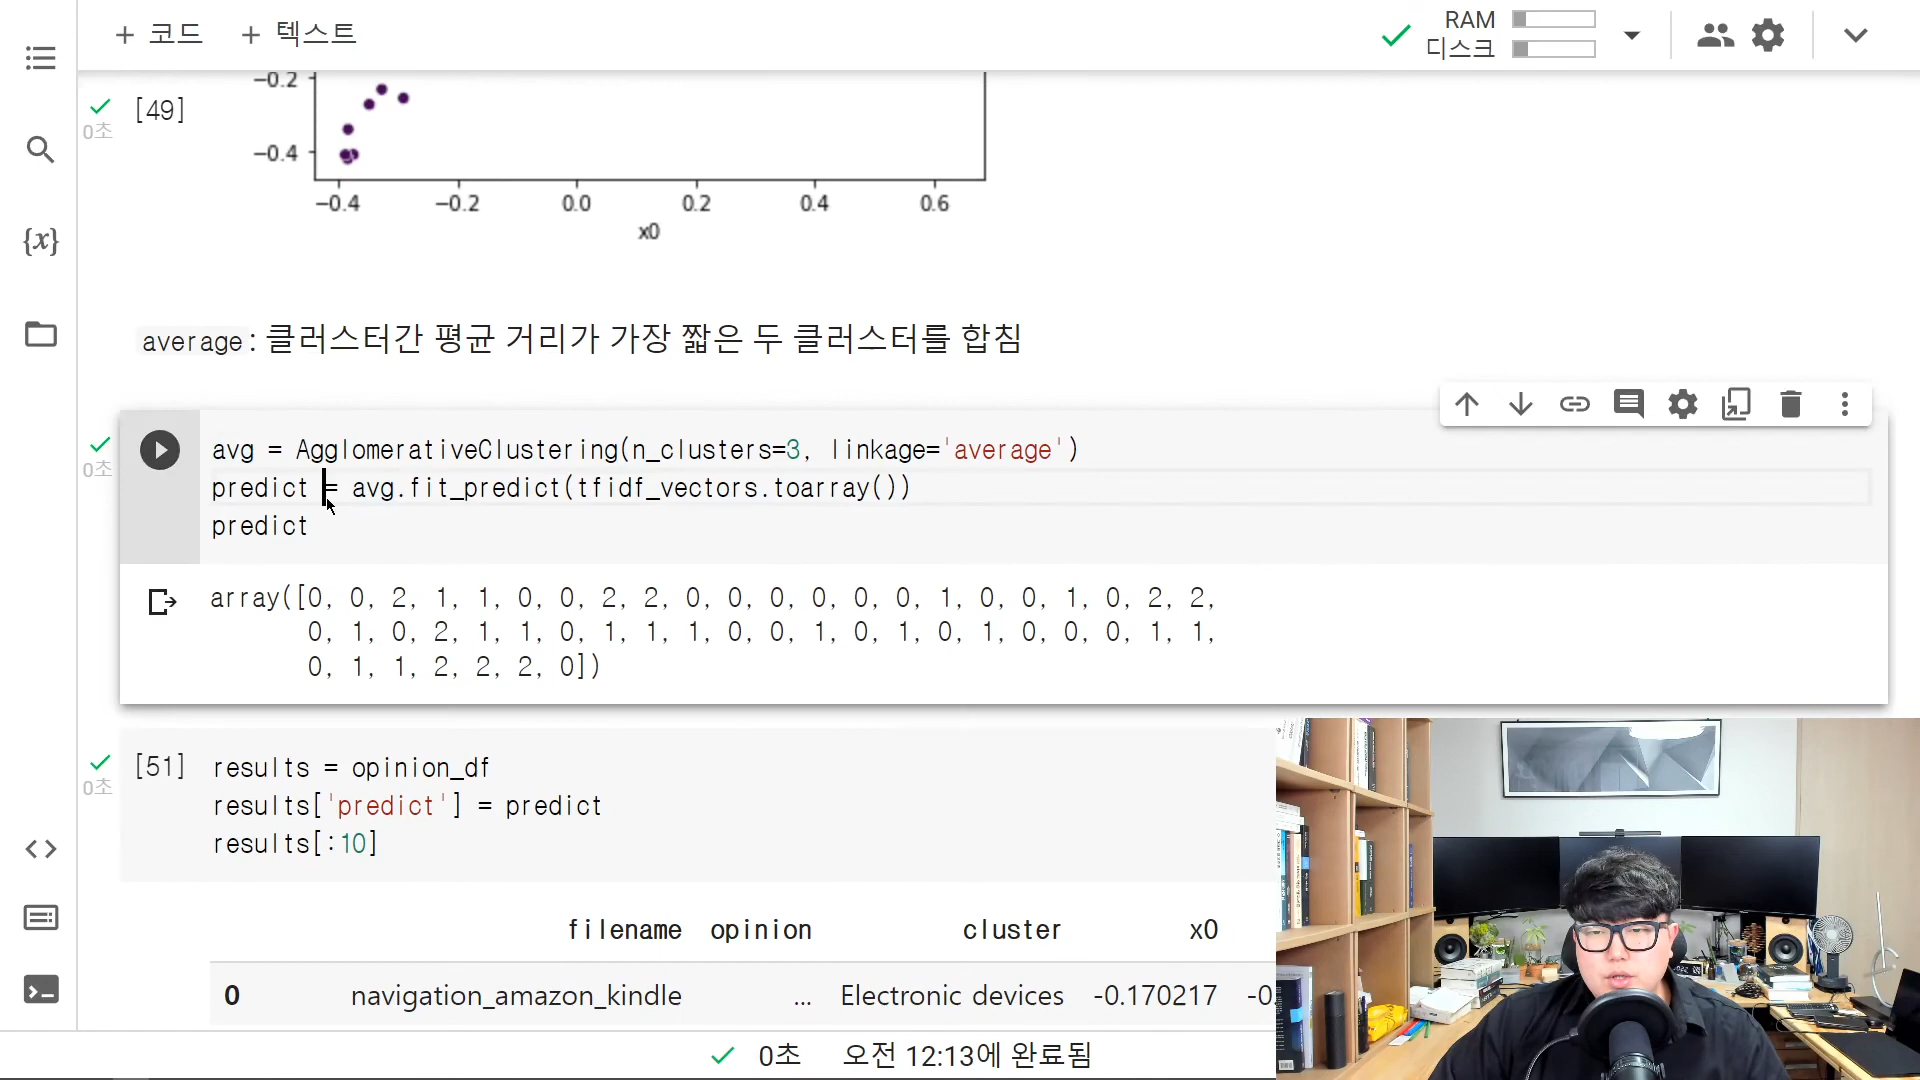 + 코드 + 텍스트
RAM
디스크
{x}
0초
[49]
−0.2
−0.4
−0.4 −0.2 0.0 0.2 0.4 0.6
x0
average: 클러스터간 평균 거리가 가장 짧은 두 클러스터를 합침
0초
avg = AgglomerativeClustering(n_clusters=3, linkage='average')
predict = avg.fit_predict(tfidf_vectors.toarray())
predict
array([0, 0, 2, 1, 1, 0, 0, 2, 2, 0, 0, 0, 0, 0, 0, 1, 0, 0, 1, 0, 2, 2,
0, 1, 0, 2, 1, 1, 0, 1, 1, 1, 0, 0, 1, 0, 1, 0, 1, 0, 0, 0, 1, 1,
0, 1, 1, 2, 2, 2, 0])
0초
[51]
results = opinion_df
results['predict'] = predict
results[:10]
filename opinion cluster x0
0 navigation_amazon_kindle ... Electronic devices -0.170217 -0
0초 오전 12:13에 완료됨